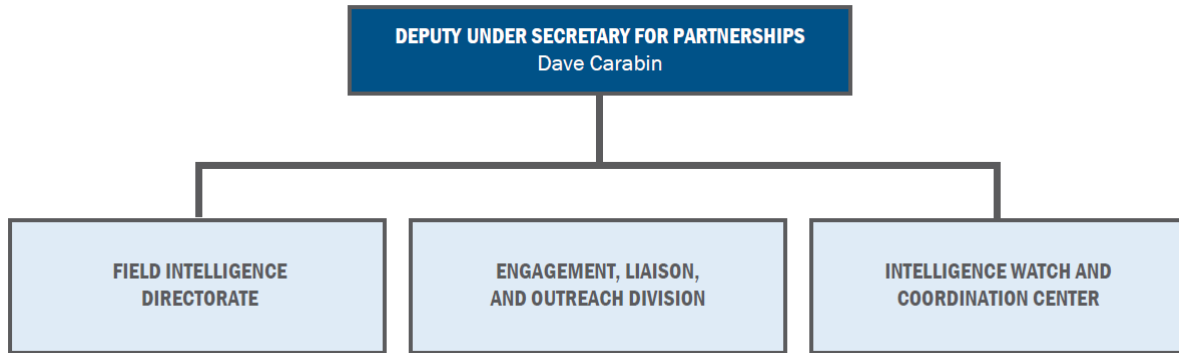 DEPUTY UNDER SECRETARY FOR PARTNERSHIPS
Dave Carabin
FIELD INTELLIGENCE
DIRECTORATE
ENGAGEMENT, LIAISON,
AND OUTREACH DIVISION
INTELLIGENCE WATCH AND
COORDINATION CENTER